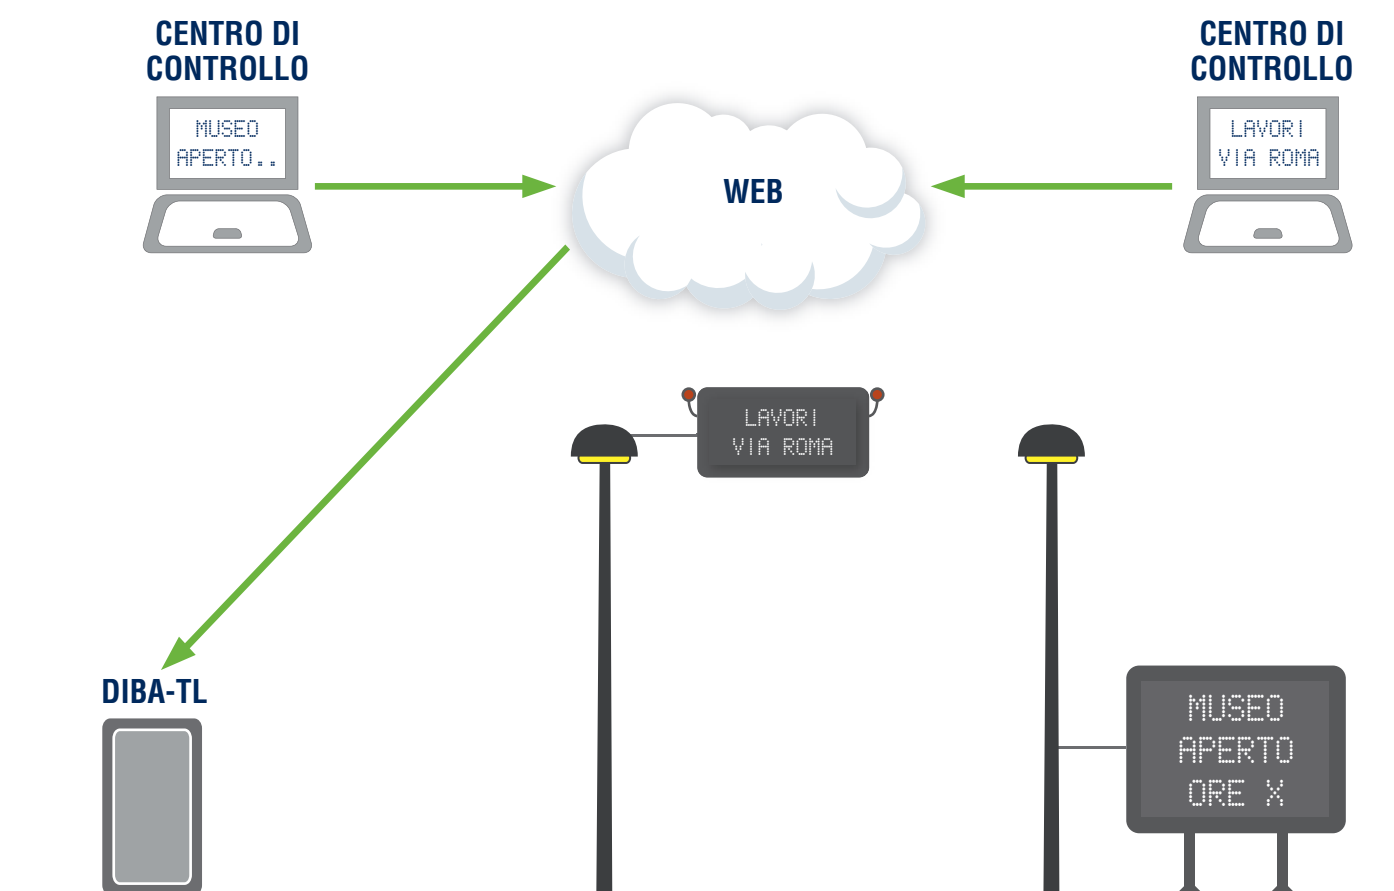 CENTRO DI
CONTROLLO
MUSEO
APERTO..
WEB
CENTRO DI
CONTROLLO
LAVORI
VIA ROMA
LAVORI
VIA ROMA
DIBA-TL
MUSEO
APERTO
ORE X